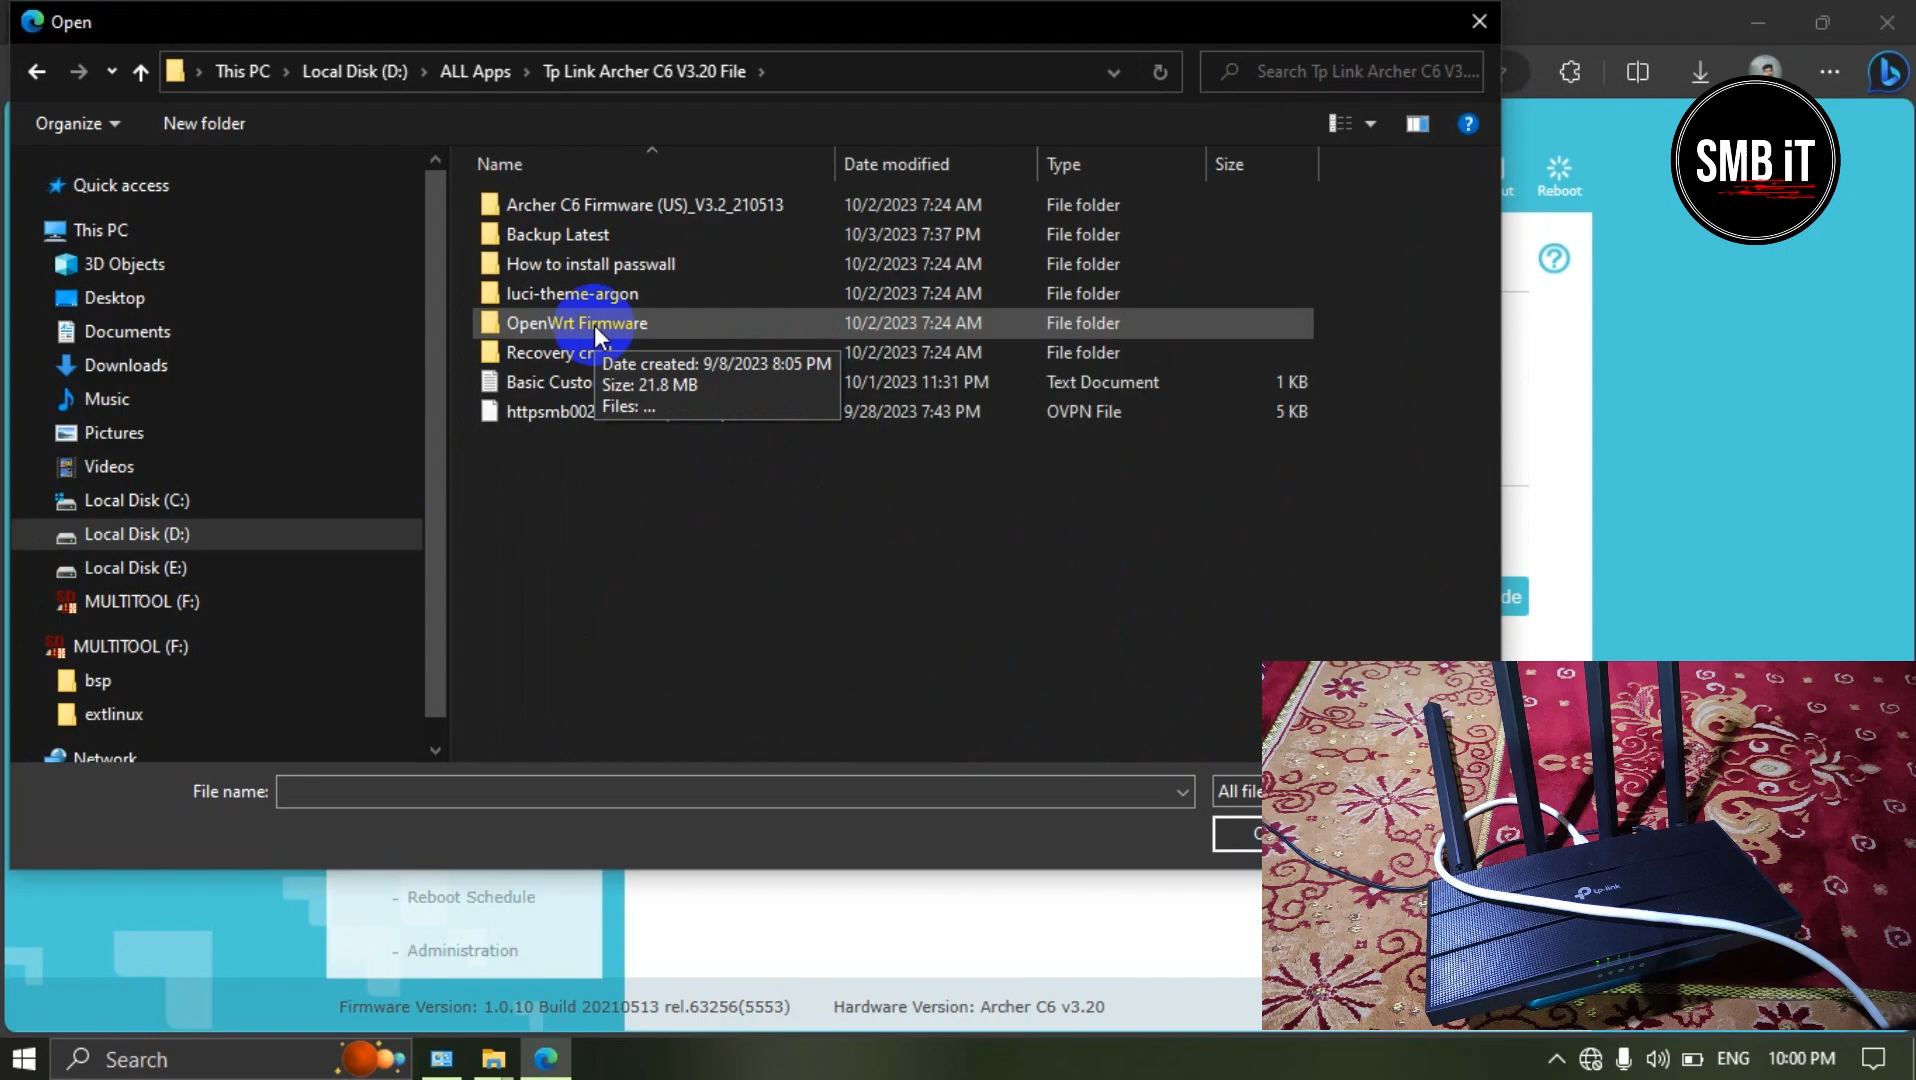 Open
This PC > Local Disk (D:) > ALL Apps > Tp Link Archer C6 V3.20 File >
Search Tp Link Archer C6 V3....
Organize
New folder
Name
Date modified
Type
Size
Quick access
This PC
3D Objects
Desktop
Documents
Downloads
Music
Pictures
Videos
Local Disk (C:)
Local Disk (D:)
Local Disk (E:)
MULTITOOL (F:)
MULTITOOL (F:)
bsp
extlinux
Network
Archer C6 Firmware (US)_V3.2_210513 10/2/2023 7:24 AM File folder
Backup Latest 10/3/2023 7:37 PM File folder
How to install passwall 10/2/2023 7:24 AM File folder
luci-theme-argon 10/2/2023 7:24 AM File folder
OpenWrt Firmware 10/2/2023 7:24 AM File folder
Recovery 10/2/2023 7:24 AM File folder
Basic Custo 10/1/2023 11:31 PM Text Document 1 KB
httpsmb002 9/28/2023 7:43 PM OVPN File 5 KB
Date created: 9/8/2023 8:05 PM
Size: 21.8 MB
Files: ...
File name:
All file
SMB iT
ut
Reboot
de
tp-link
- Reboot Schedule
- Administration
Firmware Version: 1.0.10 Build 20210513 rel.63256(5553)
Hardware Version: Archer C6 v3.20
Search
ENG
10:00 PM